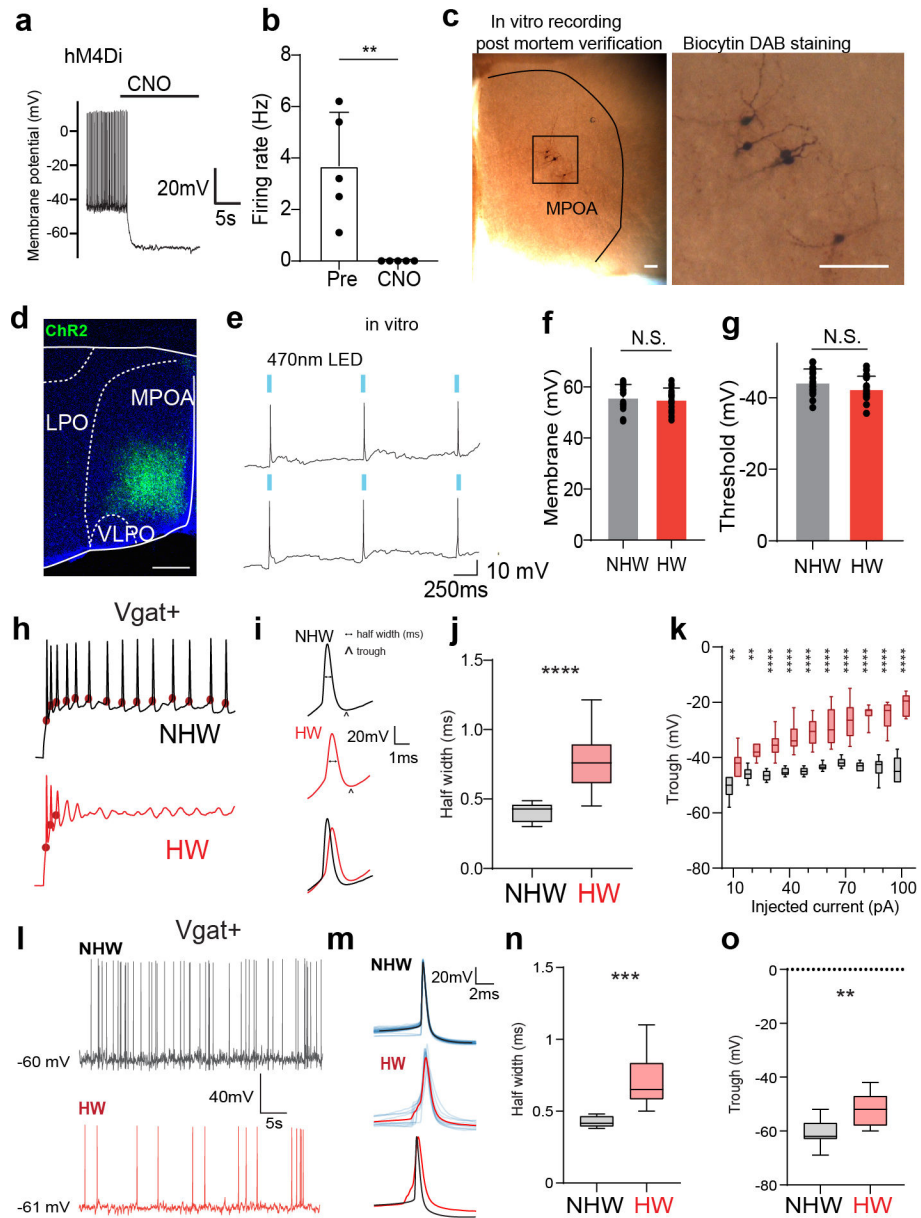 a
hM4Di
CNO
Membrane potential (mV)
0
-20
-40
-60
20mV
5s
b
**
Firing rate (Hz)
8
6
4
2
0
Pre
CNO
c
In vitro recording
post mortem verification
Biocytin DAB staining
MPOA
d
ChR2
MPOA
LPO
VLPO
e
in vitro
470nm LED
10 mV
250ms
f
N.S.
Membrane (mV)
60
40
20
0
NHW
HW
g
N.S.
Threshold (mV)
-40
-20
0
NHW
HW
h
Vgat+
NHW
HW
i
NHW
↔ half width (ms)
^ trough
HW
20mV
1ms
^
^
j
****
Half width (ms)
1.5
1.0
0.5
0.0
NHW
HW
k
**
**
****
****
****
****
****
****
****
****
Trough (mV)
0
-20
-40
-60
-80
10
40
70
100
Injected current (pA)
l
Vgat+
NHW
-60 mV
40mV
5s
HW
-61 mV
m
NHW
20mV
2ms
HW
n
***
Half width (ms)
1.5
1
0.5
0
NHW
HW
o
**
Trough (mV)
0
-20
-40
-60
-80
NHW
HW